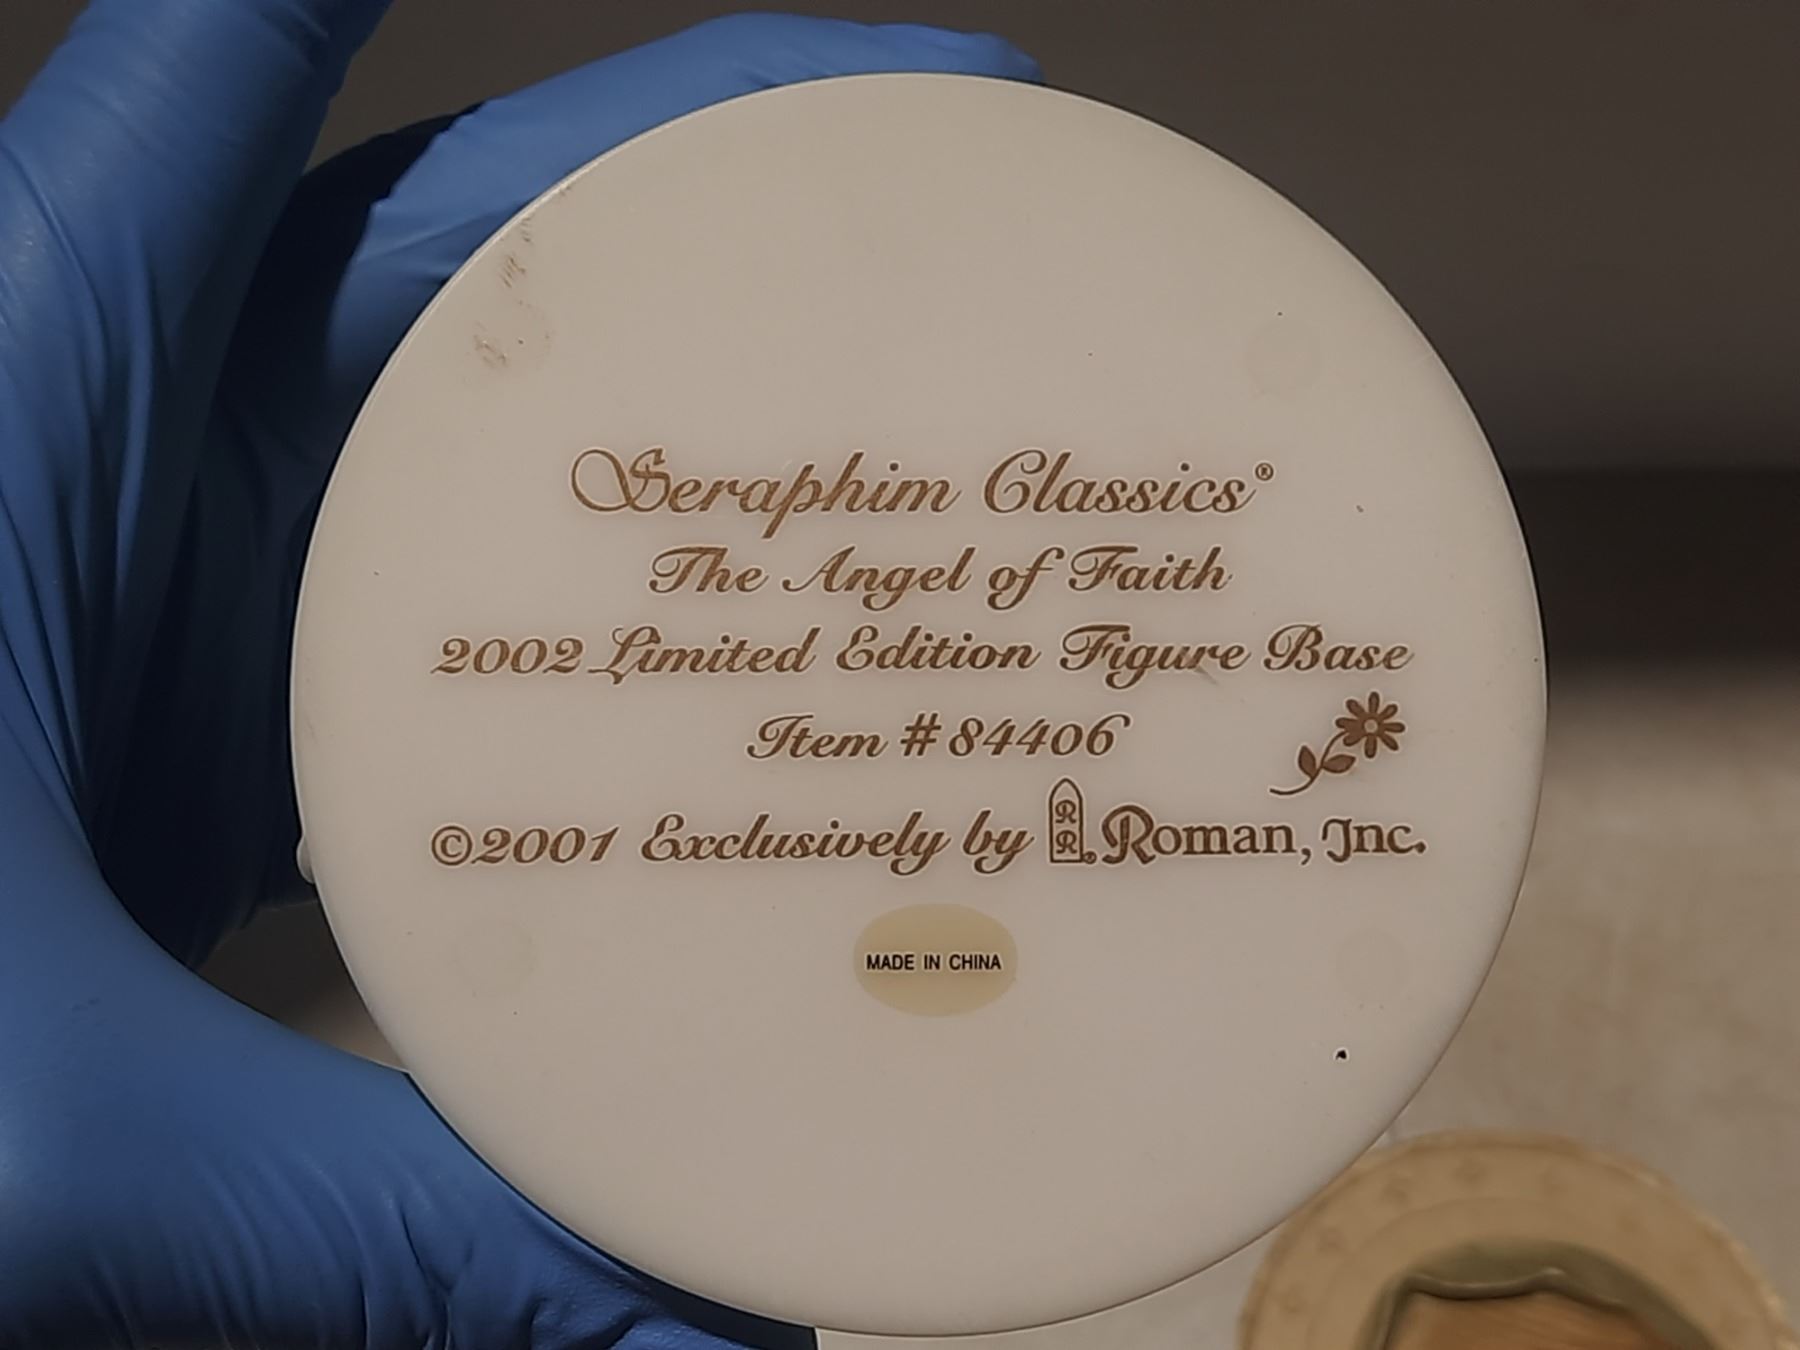 Seraphim Classics®
The Angel of Faith
2002 Limited Edition Figure Base
Item # 84406
©2001 Exclusively by RR® Roman, Inc.
MADE IN CHINA